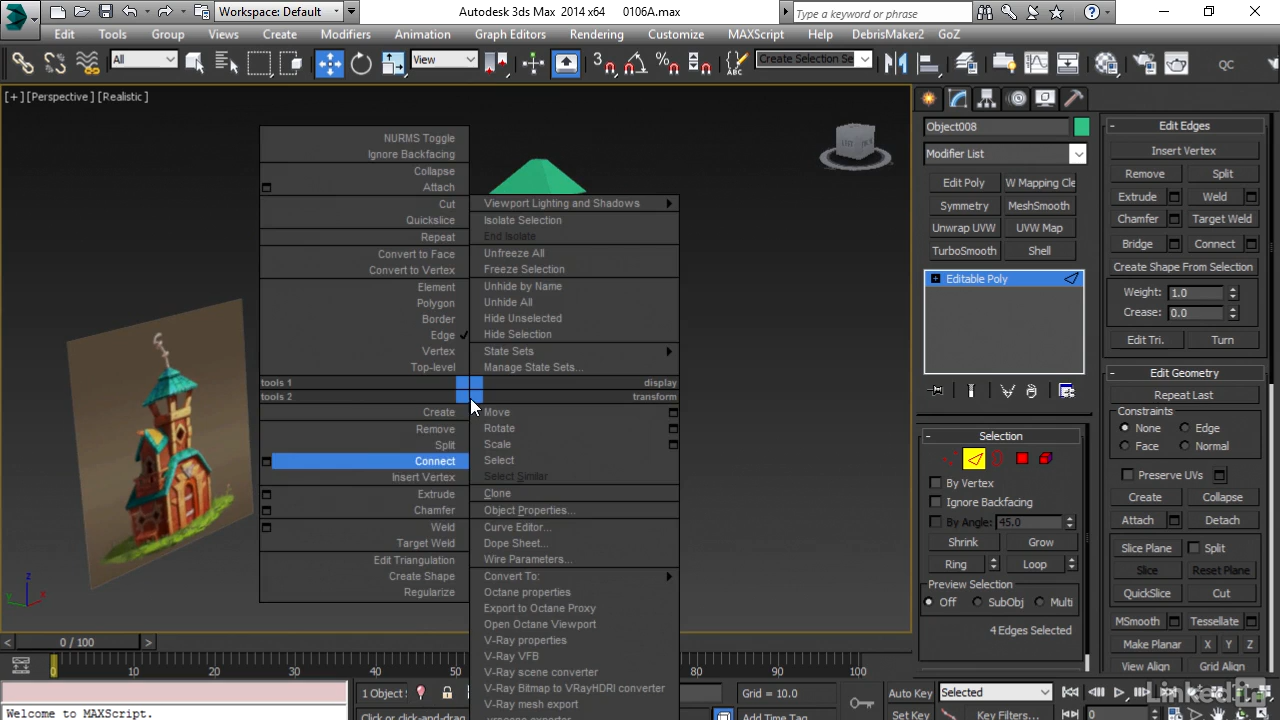 Workspace: Default
Autodesk 3ds Max 2014 x64 0106A.max
Type a keyword or phrase
Edit Tools Group Views Create Modifiers Animation Graph Editors Rendering Customize MAXScript Help DebrisMaker2 GoZ
All
View
Create Selection Se
QC
[+][Perspective][Realistic]
NURMS Toggle
Ignore Backfacing
Collapse
Attach
Cut
Quickslice
Repeat
Convert to Face
Convert to Vertex
Element
Polygon
Border
Edge
Vertex
Top-level
tools 1
tools 2
Create
Remove
Split
Connect
Insert Vertex
Extrude
Chamfer
Weld
Target Weld
Edit Triangulation
Create Shape
Regularize
Viewport Lighting and Shadows
Isolate Selection
End Isolate
Unfreeze All
Freeze Selection
Unhide by Name
Unhide All
Hide Unselected
Hide Selection
State Sets
Manage State Sets...
display
transform
Move
Rotate
Scale
Select
Select Similar
Clone
Object Properties...
Curve Editor...
Dope Sheet...
Wire Parameters...
Convert To:
Octane properties
Export to Octane Proxy
Open Octane Viewport
V-Ray properties
V-Ray VFB
V-Ray scene converter
V-Ray Bitmap to VRayHDRI converter
V-Ray mesh export
Object008
Modifier List
Edit Poly
W Mapping Cle
Symmetry
MeshSmooth
Unwrap UVW
UVW Map
TurboSmooth
Shell
Editable Poly
Selection
By Vertex
Ignore Backfacing
By Angle: 45.0
Shrink
Grow
Ring
Loop
Preview Selection
Off SubObj Multi
4 Edges Selected
Edit Edges
Insert Vertex
Remove
Split
Extrude
Weld
Chamfer
Target Weld
Bridge
Connect
Create Shape From Selection
Weight: 1.0
Crease: 0.0
Edit Tri.
Turn
Edit Geometry
Repeat Last
Constraints
None Edge
Face Normal
Preserve UVs
Create
Collapse
Attach
Detach
Slice Plane
Split
Slice
Reset Plane
QuickSlice
Cut
MSmooth
Tessellate
Make Planar
X Y Z
View Align
Grid Align
z
x
y
< 0 / 100 >
0 10 20 30 40 50 80 90 100
1 Object
Grid = 10.0
Auto Key
Selected
Welcome to MAXScript.
Click or click-and-drag
Add Time Tag
Set Key
Key Filters...
0
LinkedIn